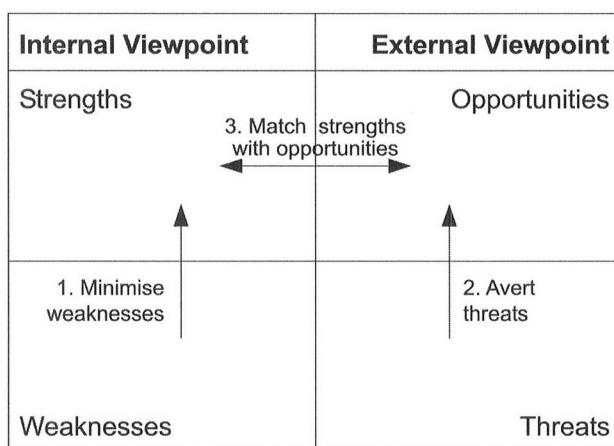 Internal Viewpoint
External Viewpoint
Strengths
Opportunities
3. Match strengths
with opportunities
1. Minimise
weaknesses
2. Avert
threats
Weaknesses
Threats